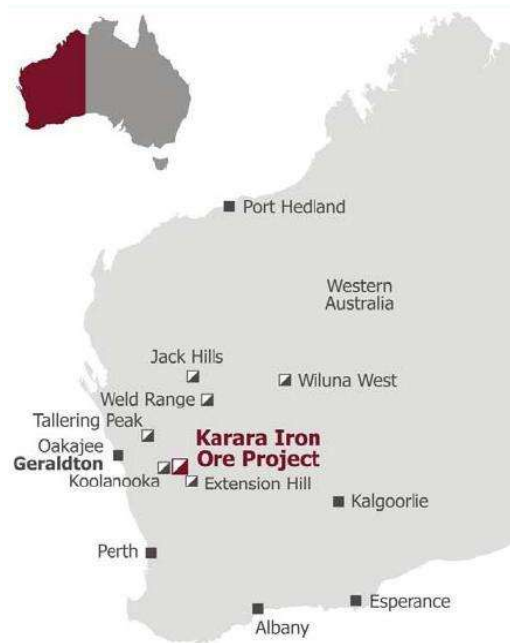 Port Hedland
Western
Australia
Jack Hills
Wiluna West
Weld Range
Tallering Peak
Karara Iron
Ore Project
Oakajee
Geraldton
Koolanooka
Extension Hill
Kalgoorlie
Perth
Esperance
Albany